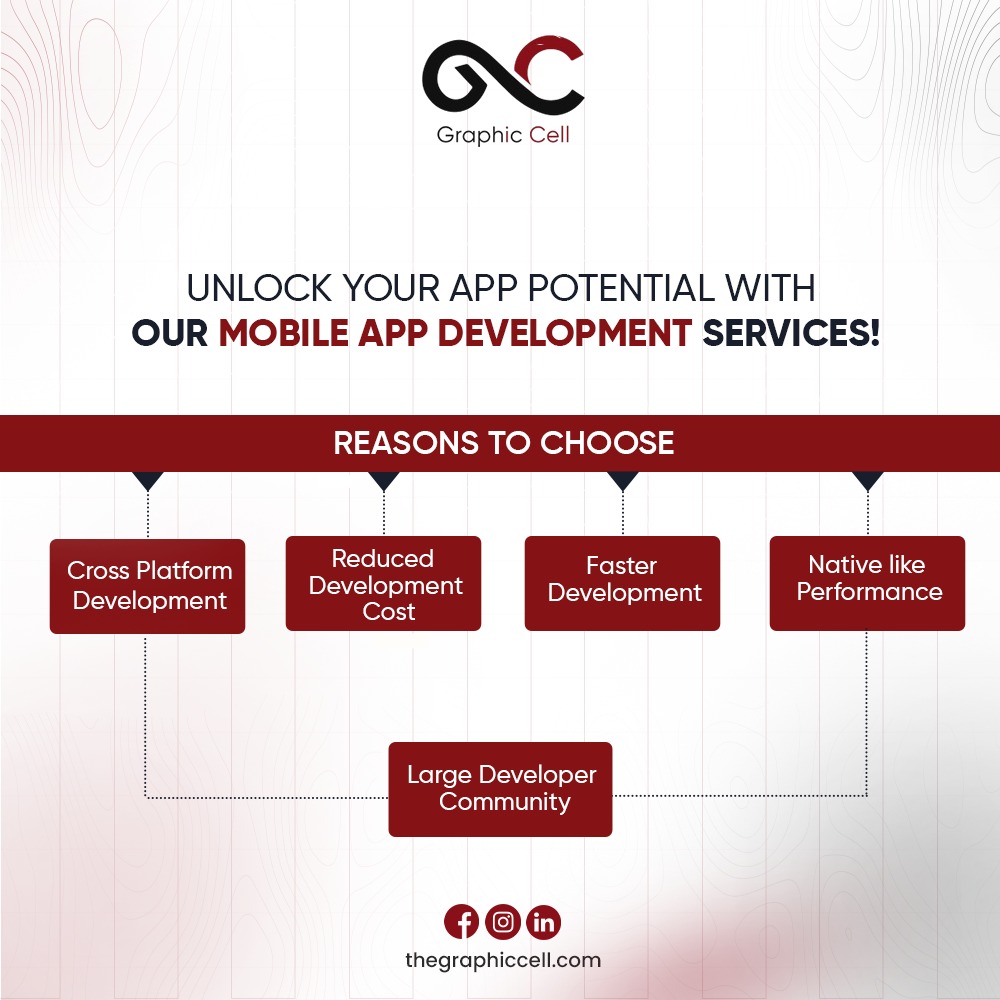 Graphic Cell
UNLOCK YOUR APP POTENTIAL WITH
OUR MOBILE APP DEVELOPMENT SERVICES!
REASONS TO CHOOSE
Cross Platform
Development
Reduced
Development
Cost
Faster
Development
Native like
Performance
Large Developer
Community
thegraphiccell.com